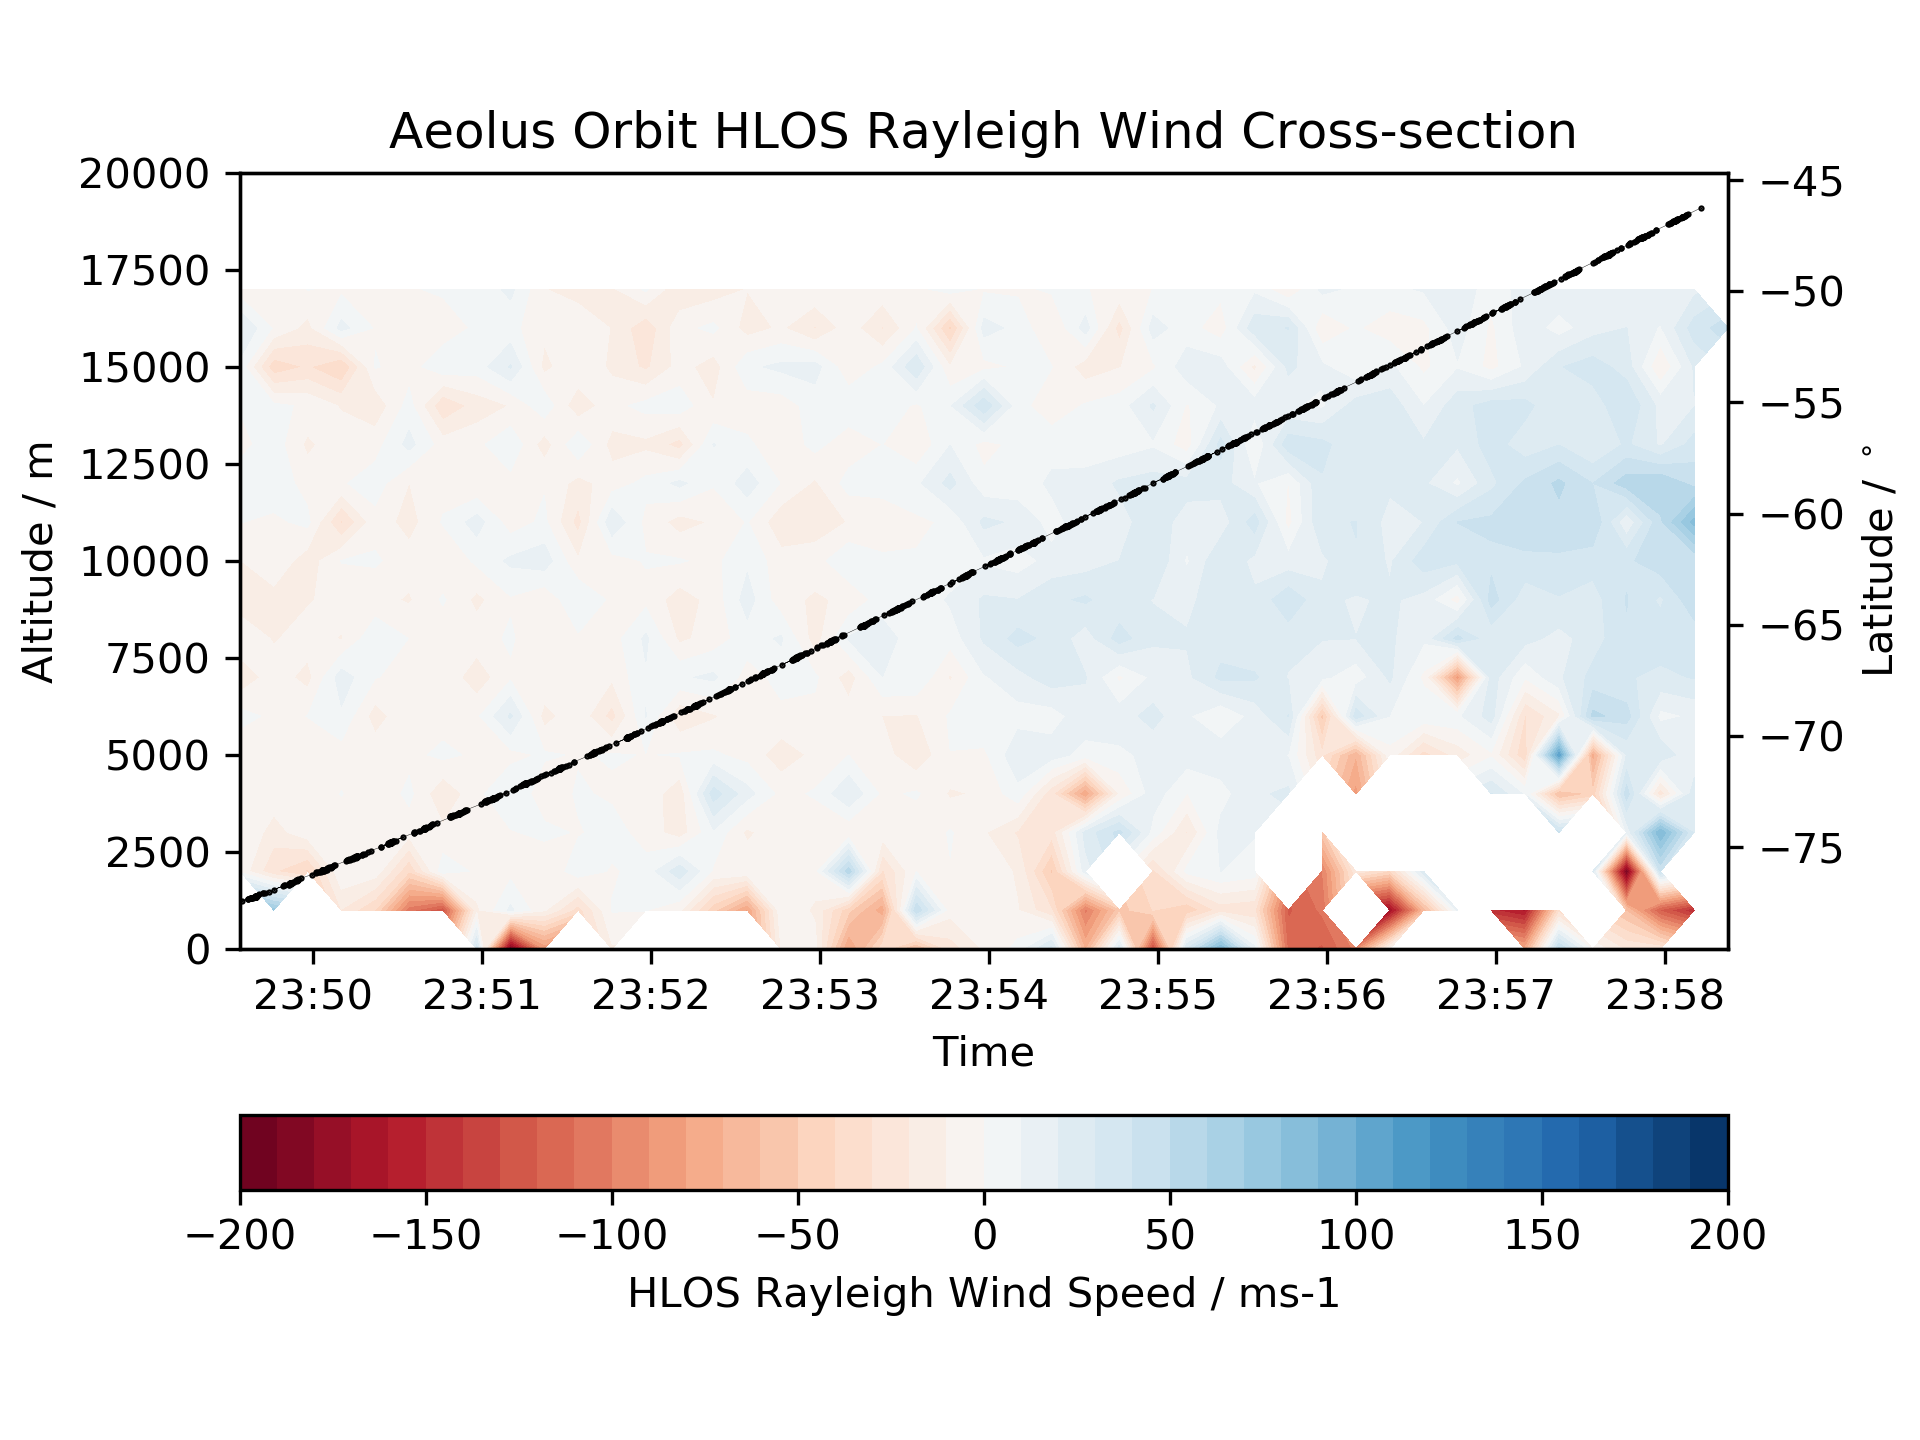 Aeolus Orbit HLOS Rayleigh Wind Cross-section
20000
17500
15000
12500
10000
7500
5000
2500
0
Altitude / m
−45
−50
−55
−60
−65
−70
−75
Latitude / °
23:50 23:51 23:52 23:53 23:54 23:55 23:56 23:57 23:58
Time
−200 −150 −100 −50 0 50 100 150 200
HLOS Rayleigh Wind Speed / ms-1